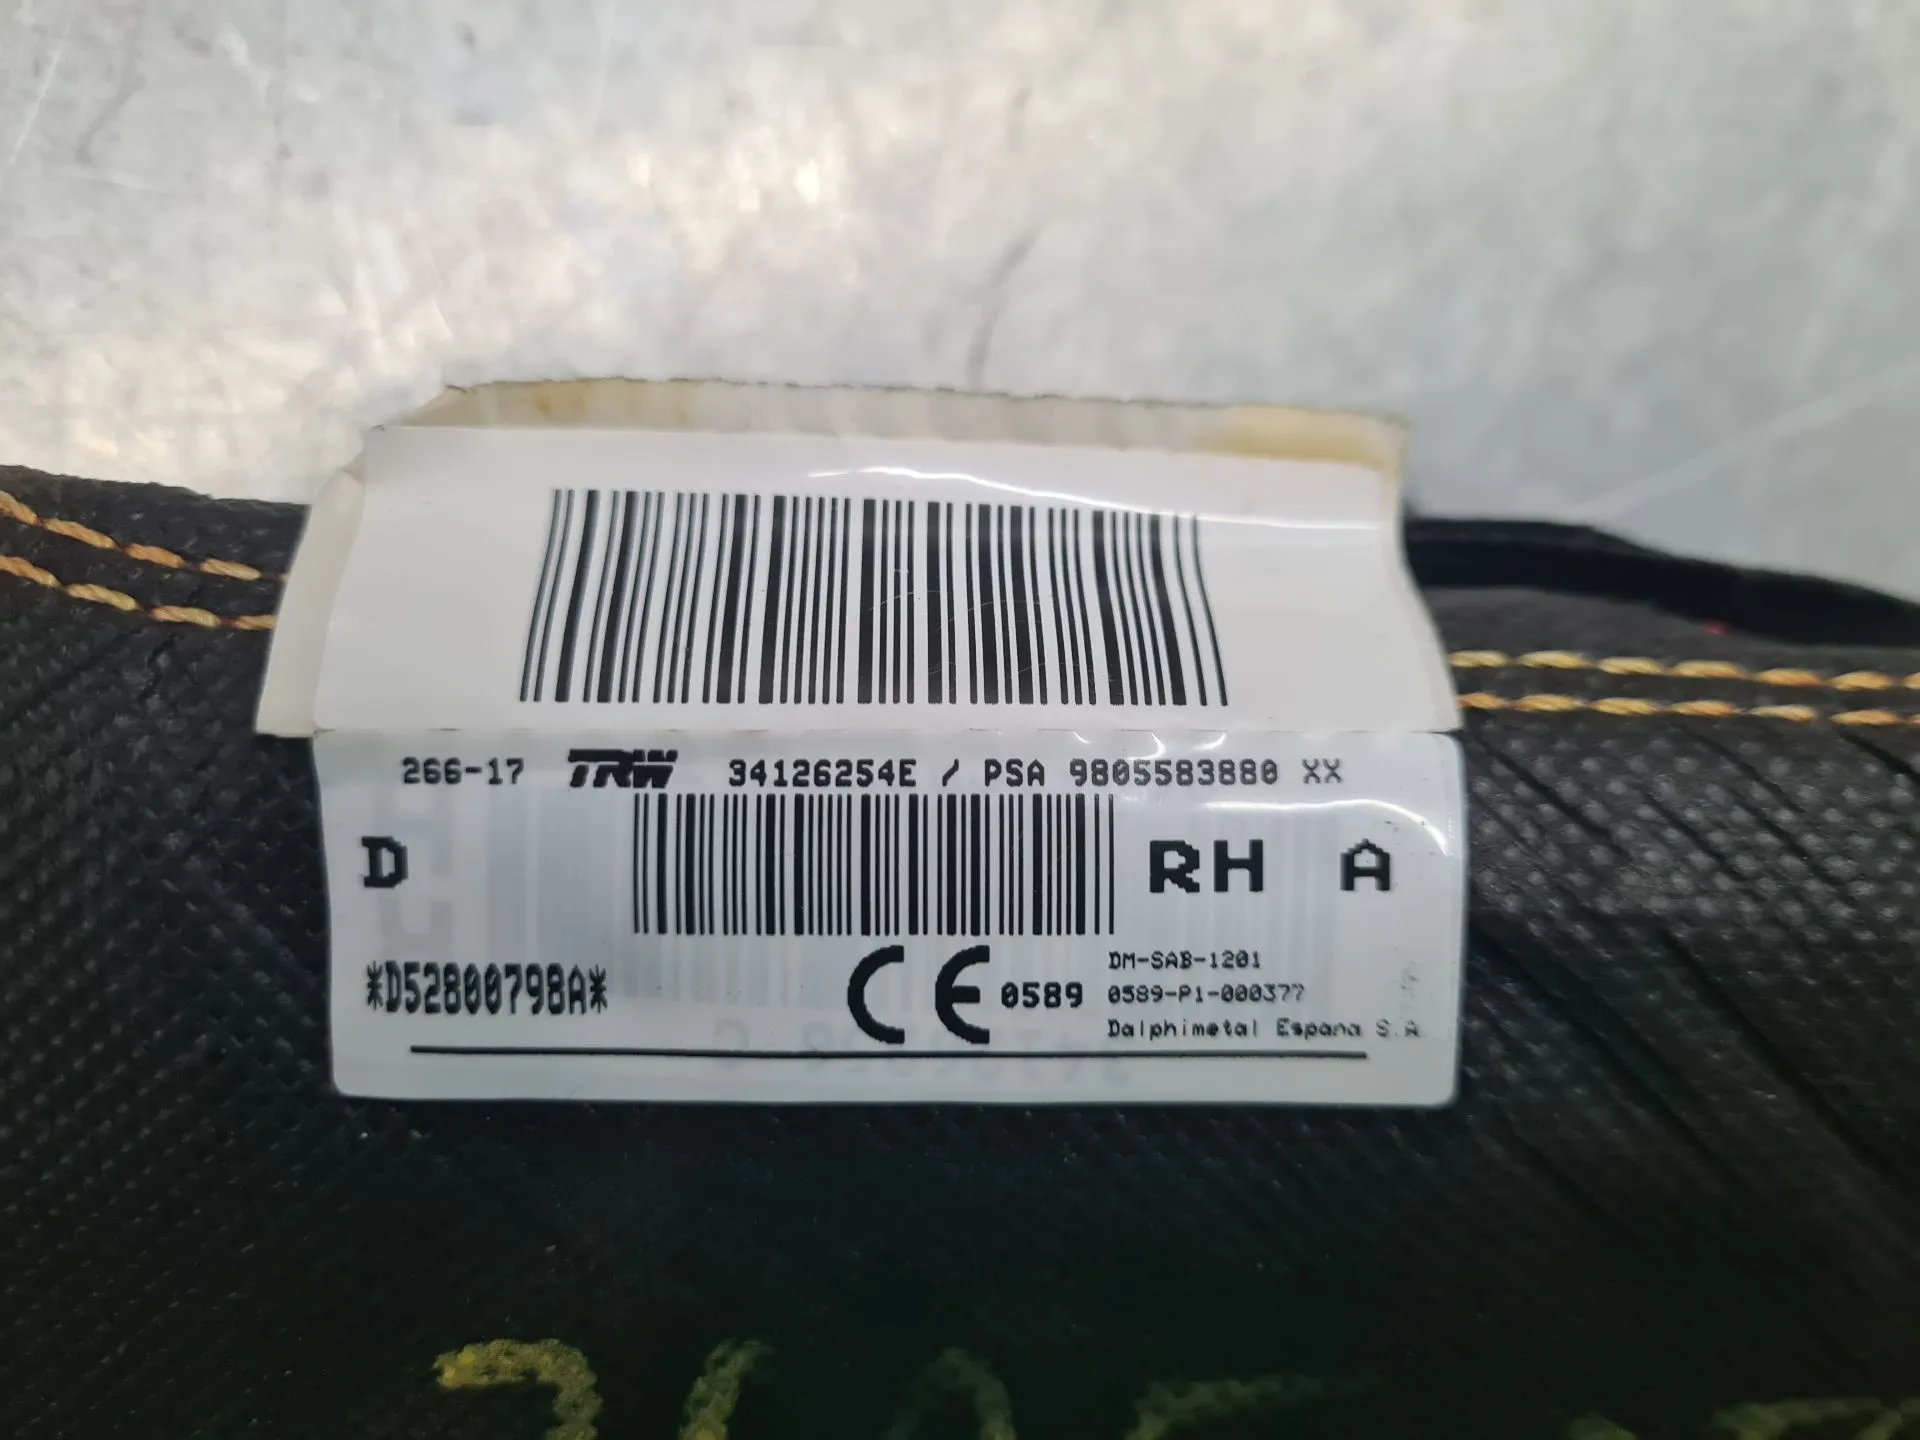 266-17 TRW 34126254E / PSA 9805583880 XX
D RH A
*D52800798A*
CE 0589
DM-SAB-1201
0589-P1-000377
Dalphimetal Espana S.A